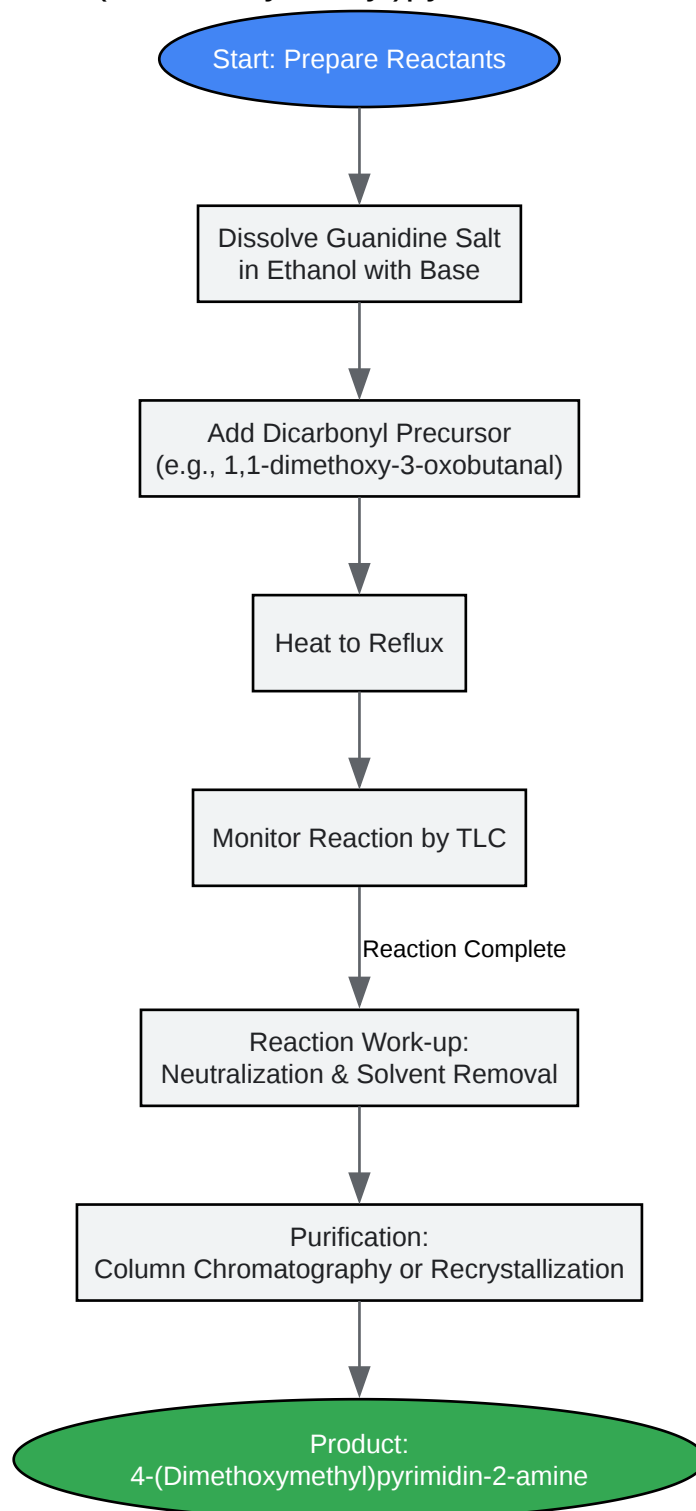 Start: Prepare Reactants
Dissolve Guanidine Salt
in Ethanol with Base
Add Dicarbonyl Precursor
(e.g., 1,1-dimethoxy-3-oxobutanal)
Heat to Reflux
Monitor Reaction by TLC
Reaction Complete
Reaction Work-up:
Neutralization & Solvent Removal
Purification:
Column Chromatography or Recrystallization
Product:
4-(Dimethoxymethyl)pyrimidin-2-amine